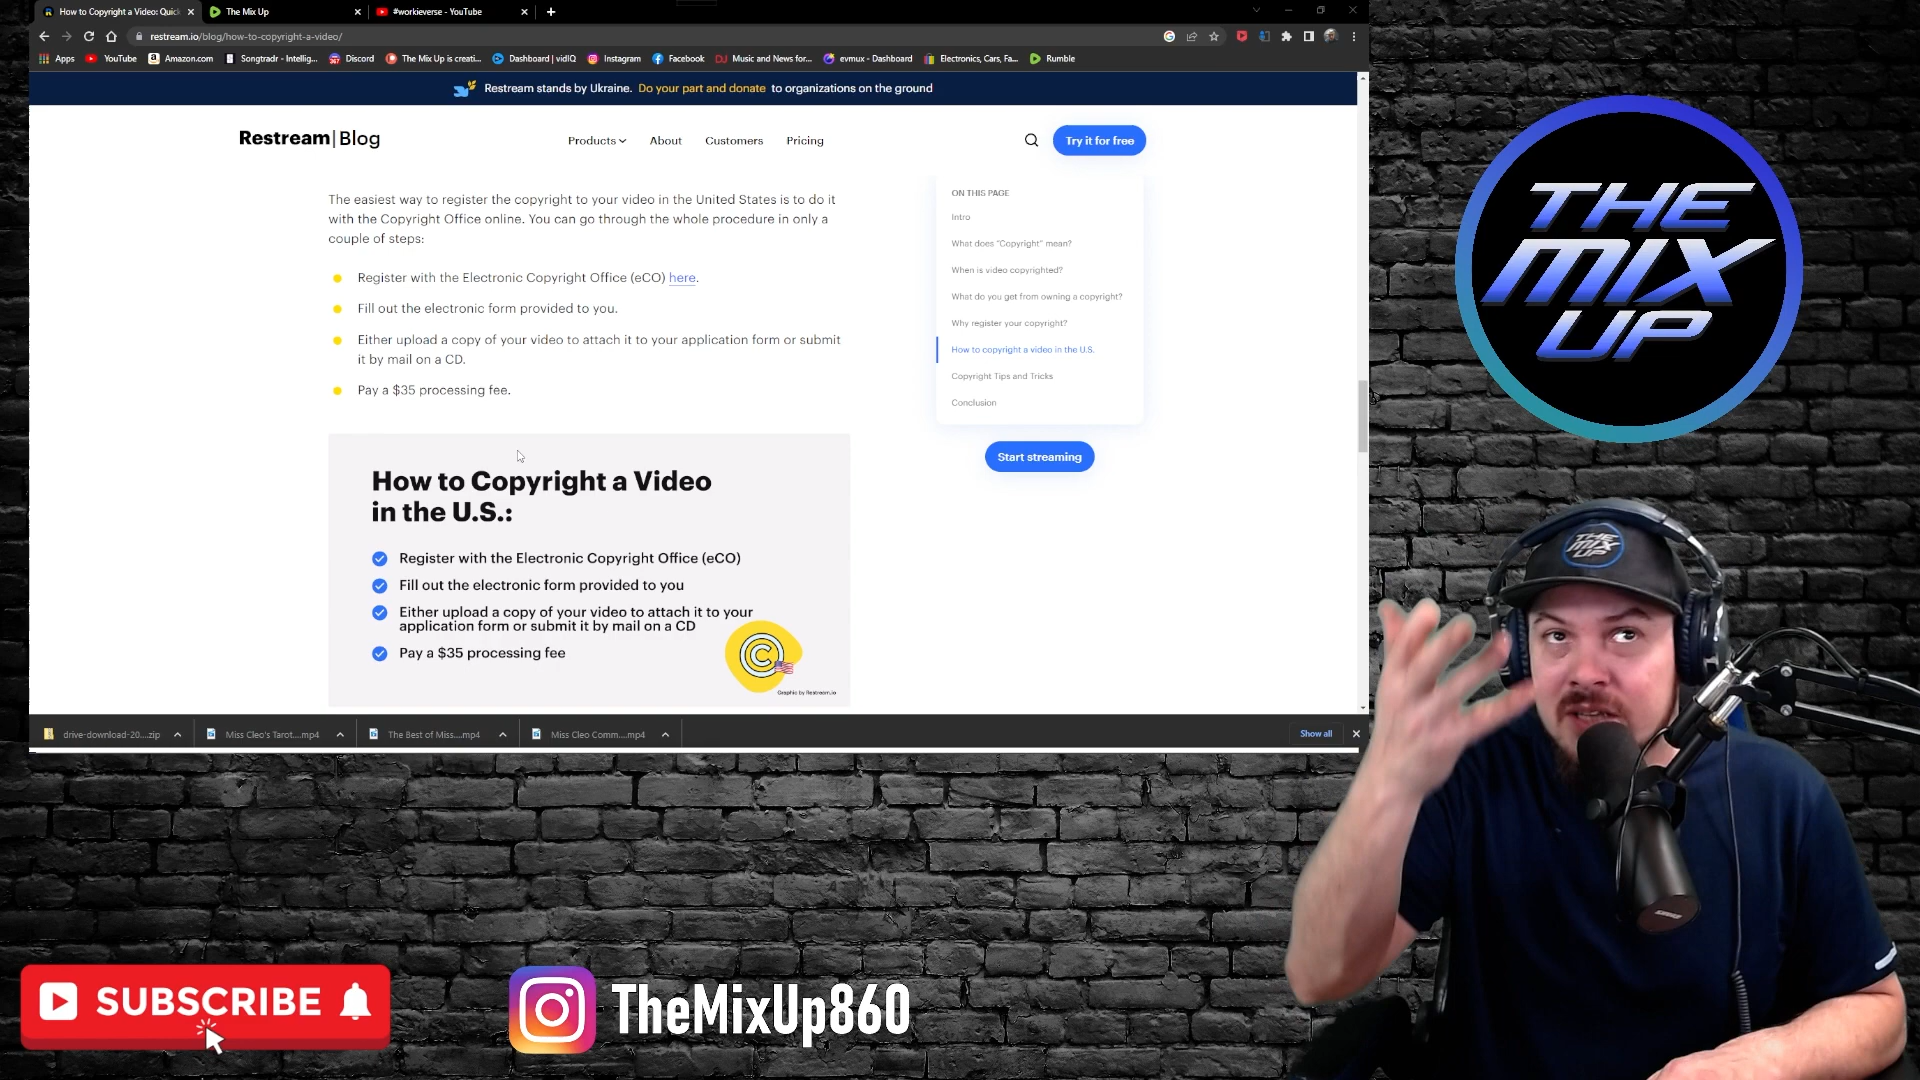 How to Copyright a Video: Quick
The Mix Up
#workieverse - YouTube
restream.io/blog/how-to-copyright-a-video/
Apps
YouTube
Amazon.com
Songtradr - Intellig...
Discord
The Mix Up is creati...
Dashboard | vidIQ
Instagram
Facebook
Music and News for...
evmux - Dashboard
Electronics, Cars, Fa...
Rumble
Restream stands by Ukraine. Do your part and donate to organizations on the ground
Restream|Blog
Products
About
Customers
Pricing
Try it for free
The easiest way to register the copyright to your video in the United States is to do it
with the Copyright Office online. You can go through the whole procedure in only a
couple of steps:
Register with the Electronic Copyright Office (eCO) here.
Fill out the electronic form provided to you.
Either upload a copy of your video to attach it to your application form or submit
it by mail on a CD.
Pay a $35 processing fee.
ON THIS PAGE
Intro
What does “Copyright” mean?
When is video copyrighted?
What do you get from owning a copyright?
Why register your copyright?
How to copyright a video in the U.S.
Copyright Tips and Tricks
Conclusion
Start streaming
How to Copyright a Video
in the U.S.:
Register with the Electronic Copyright Office (eCO)
Fill out the electronic form provided to you
Either upload a copy of your video to attach it to your
application form or submit it by mail on a CD
Pay a $35 processing fee
Graphic by Restream.io
drive-download-20....zip
Miss Cleo's Tarot....mp4
The Best of Miss....mp4
Miss Cleo Comm....mp4
Show all
THE
MIX
UP
THE
MIX UP
SUBSCRIBE
TheMixUp860